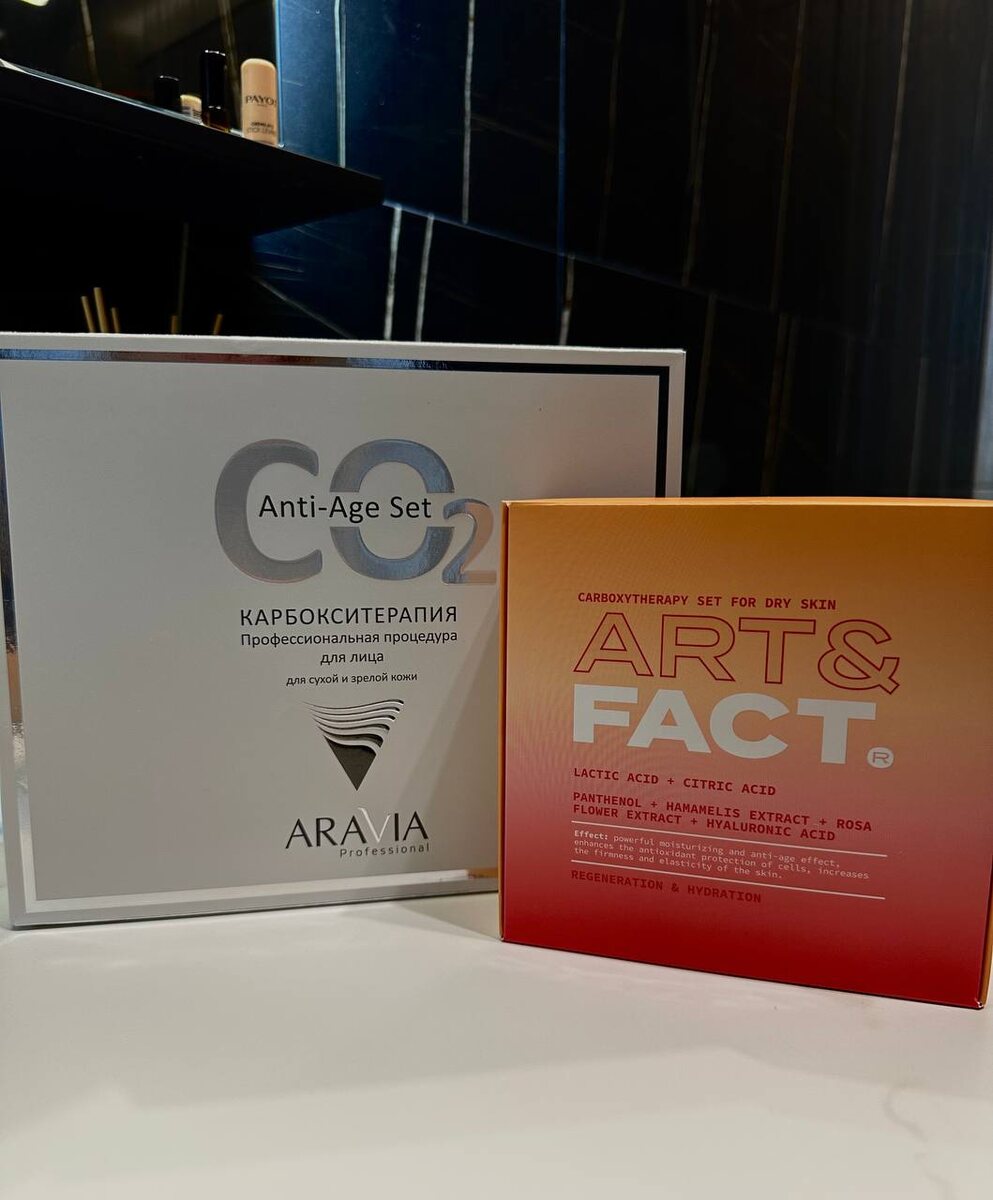 PAYO
CO2
Anti-Age Set
КАРБОКСИТЕРАПИЯ
Профессиональная процедура
для лица
для сухой и зрелой кожи
ARAVIA
Professional
CARBOXYTHERAPY SET FOR DRY SKIN
ART&
FACT®
LACTIC ACID + CITRIC ACID
PANTHENOL + HAMAMELIS EXTRACT + ROSA
FLOWER EXTRACT + HYALURONIC ACID
Effect: powerful moisturizing and anti-age effect,
enhances the antioxidant protection of cells, increases
the firmness and elasticity of the skin.
REGENERATION & HYDRATION